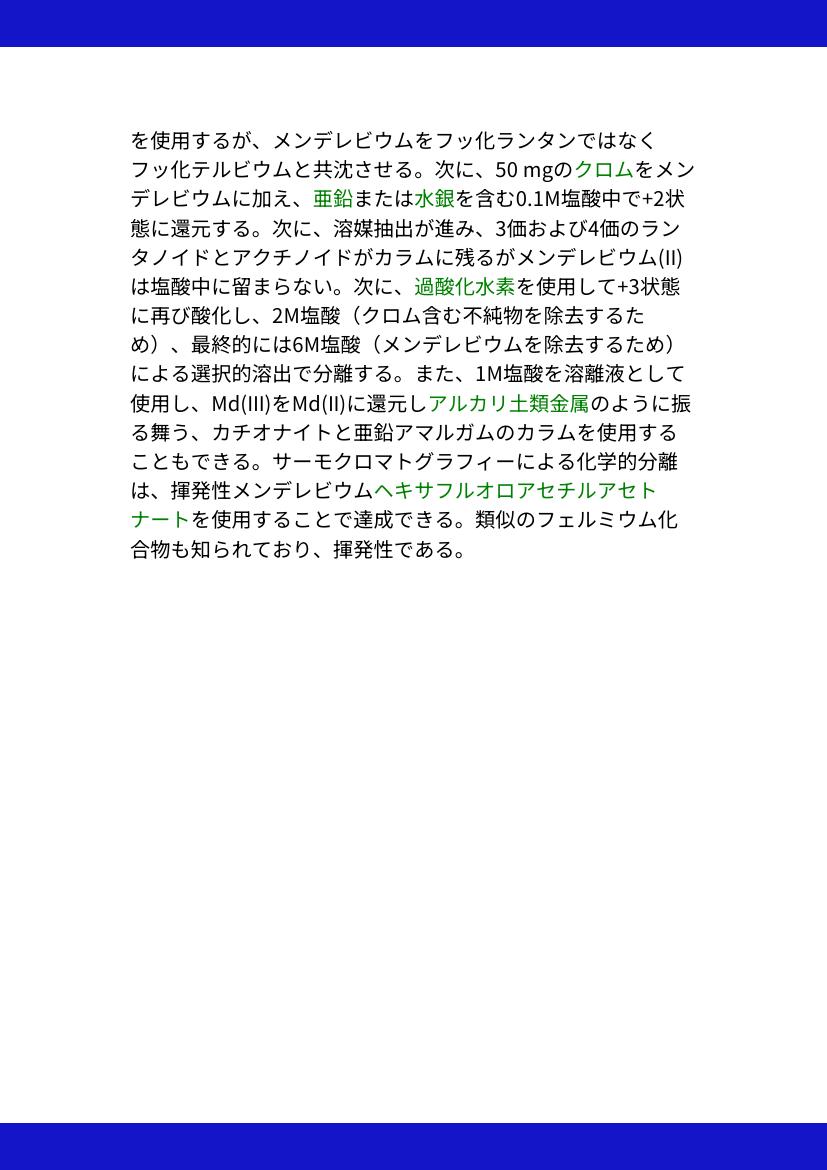 を使用するが、メンデレビウムをフッ化ランタンではなく
フッ化テルビウムと共沈させる。次に、50 mgのクロムをメン
デレビウムに加え、亜鉛または水銀を含む0.1M塩酸中で+2状
態に還元する。次に、溶媒抽出が進み、3価および4価のラン
タノイドとアクチノイドがカラムに残るがメンデレビウム(II)
は塩酸中に留まらない。次に、過酸化水素を使用して+3状態
に再び酸化し、2M塩酸（クロム含む不純物を除去するた
め）、最終的には6M塩酸（メンデレビウムを除去するため）
による選択的溶出で分離する。また、1M塩酸を溶離液として
使用し、Md(III)をMd(II)に還元しアルカリ土類金属のように振
る舞う、カチオナイトと亜鉛アマルガムのカラムを使用する
こともできる。サーモクロマトグラフィーによる化学的分離
は、揮発性メンデレビウムヘキサフルオロアセチルアセト
ナートを使用することで達成できる。類似のフェルミウム化
合物も知られており、揮発性である。